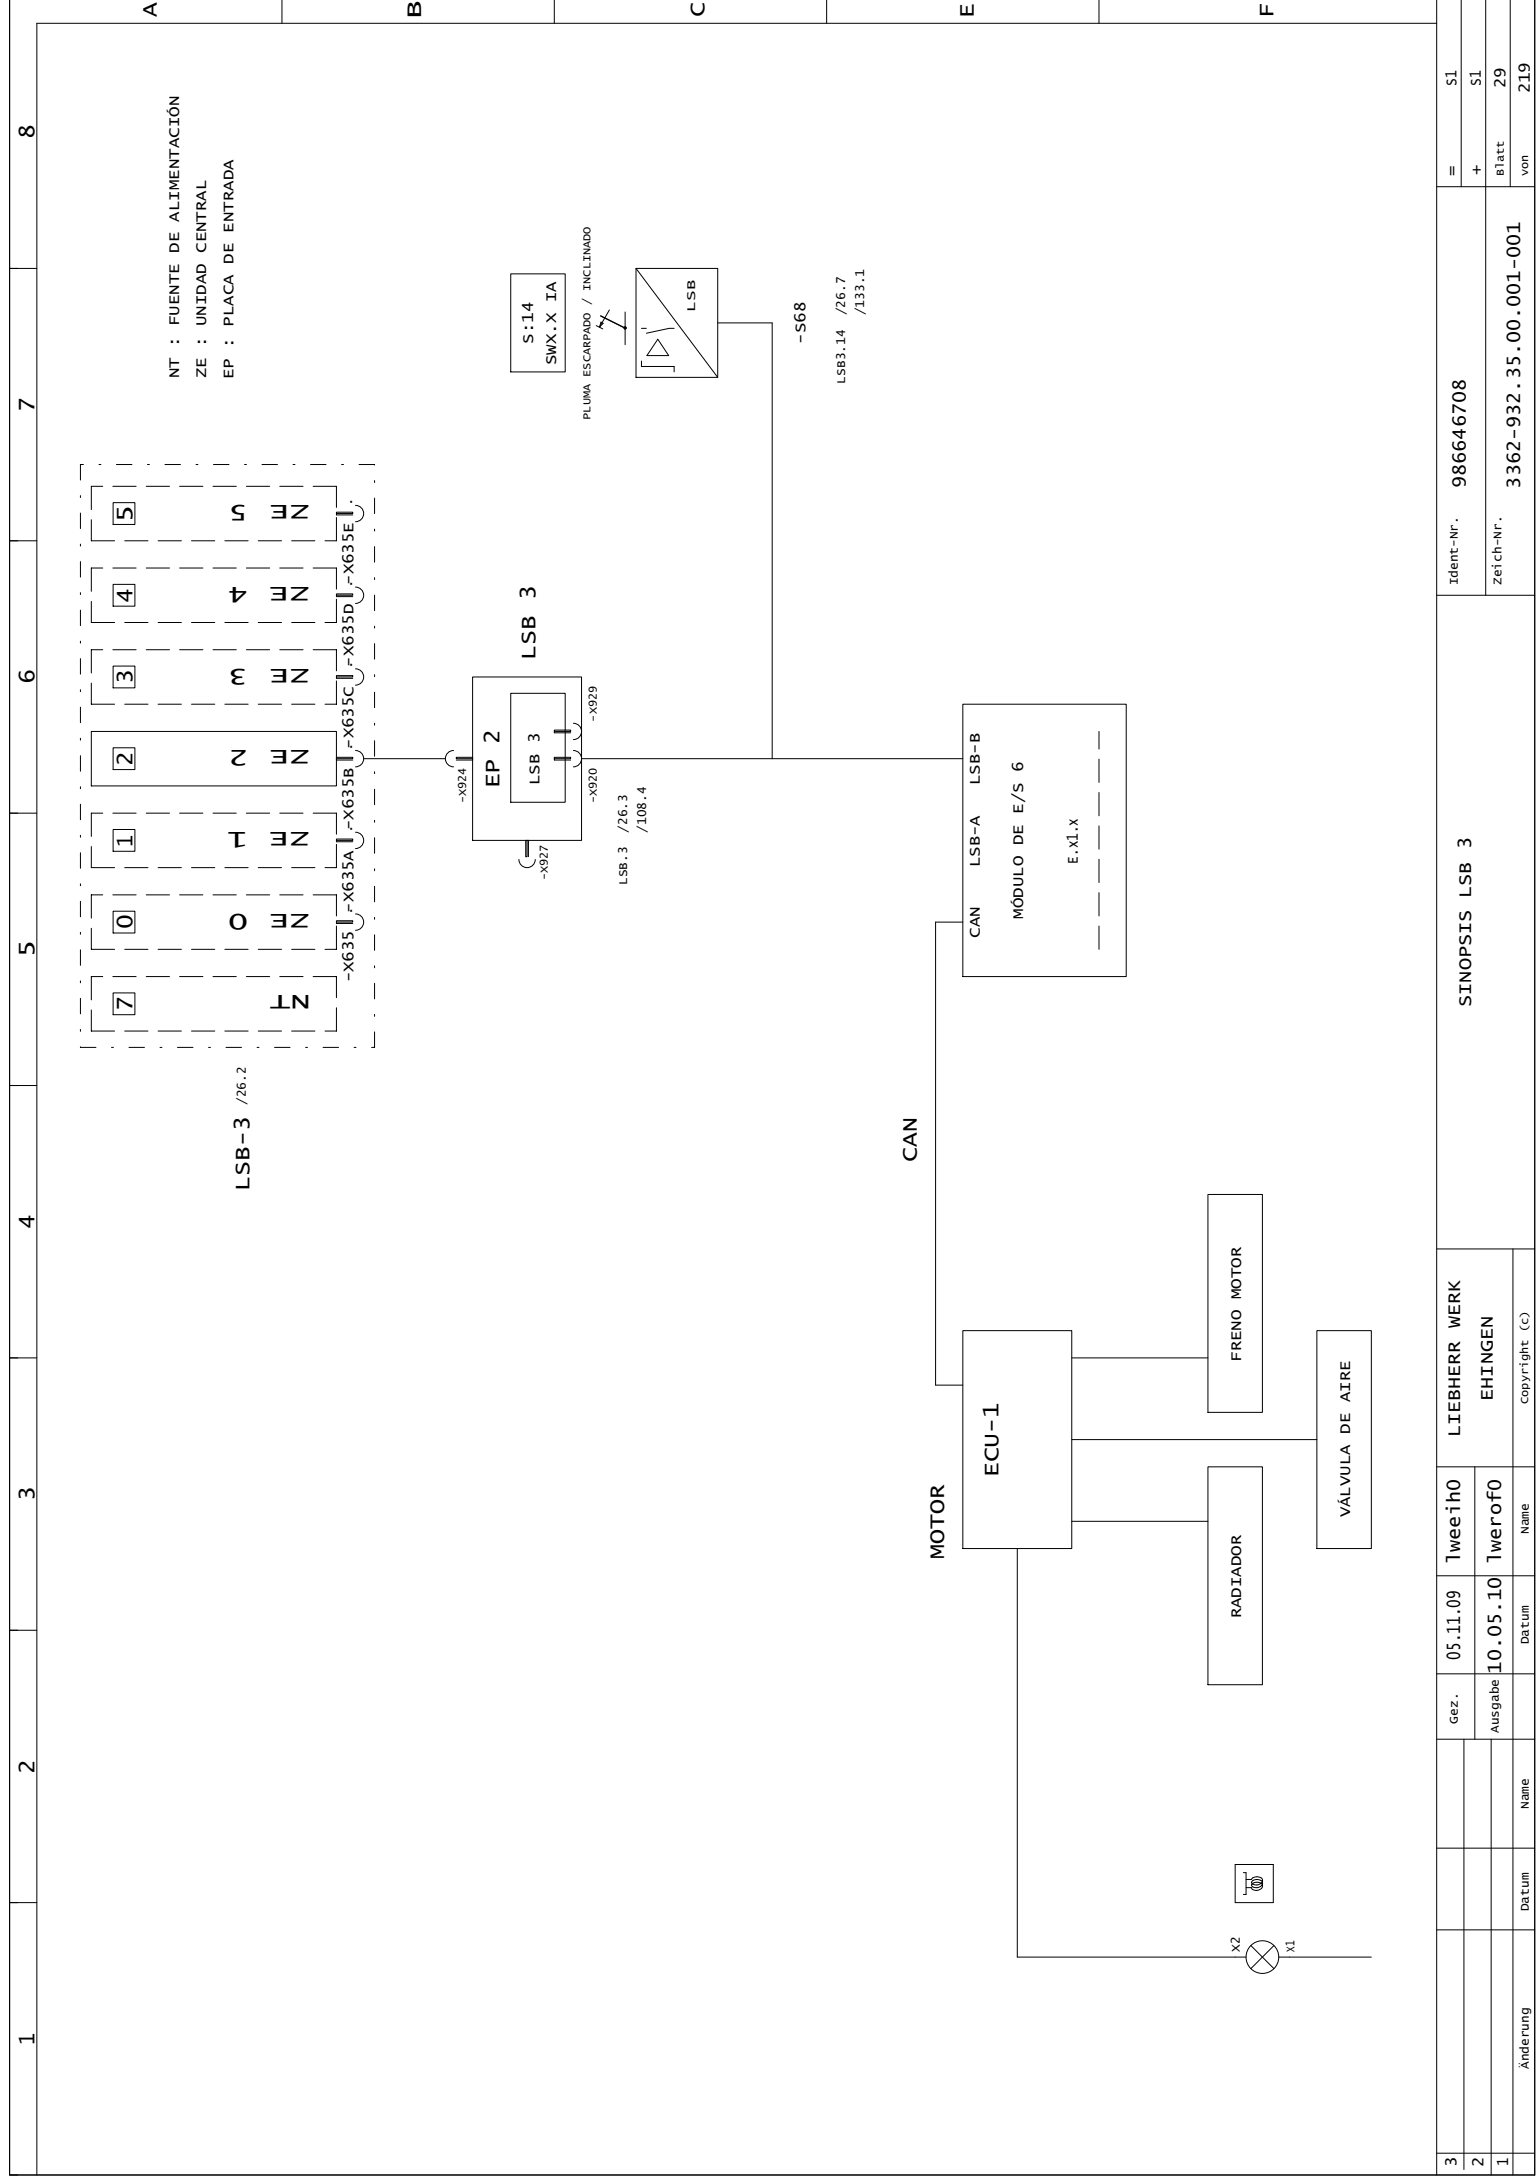 1 2 3 4 5 6 7 8
A
B
C
E
F
NT : FUENTE DE ALIMENTACIÓN
ZE : UNIDAD CENTRAL
EP : PLACA DE ENTRADA
LSB-3 /26.2
7 0 1 2 3 4 5
NT
ZE 0
ZE 1
ZE 2
ZE 3
ZE 4
ZE 5
-X635 .-X635A .-X635B .-X635C .-X635D .-X635E .
-X924
EP 2
LSB 3
LSB 3
-X927
-X920
-X929
LSB.3 /26.3
/108.4
S:14
SWX.X IA
PLUMA ESCARPADO / INCLINADO
LSB
-S68
LSB3.14 /26.7
/133.1
CAN
MOTOR
ECU-1
CAN LSB-A LSB-B
MÓDULO DE E/S 6
E.X1.X
RADIADOR
FRENO MOTOR
VÁLVULA DE AIRE
X2
X1
3
2
1
Änderung Datum Name
Gez. 05.11.09 lweeih0
Ausgabe 10.05.10 lwerof0
Datum Name
LIEBHERR WERK
EHINGEN
Copyright (c)
SINOPSIS LSB 3
Ident-Nr. 986646708
Zeich-Nr. 3362-932.35.00.001-001
= S1
+ S1
Blatt 29
von 219